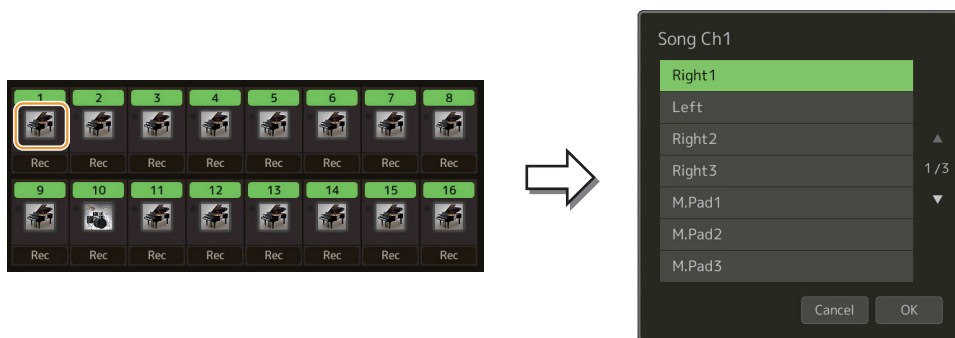 1 2 3 4 5 6 7 8
Rec Rec Rec Rec Rec Rec Rec Rec
9 10 11 12 13 14 15 16
Rec Rec Rec Rec Rec Rec Rec Rec
Song Ch1
Right1
Left
Right2
Right3
1/3
M.Pad1
M.Pad2
M.Pad3
Cancel OK